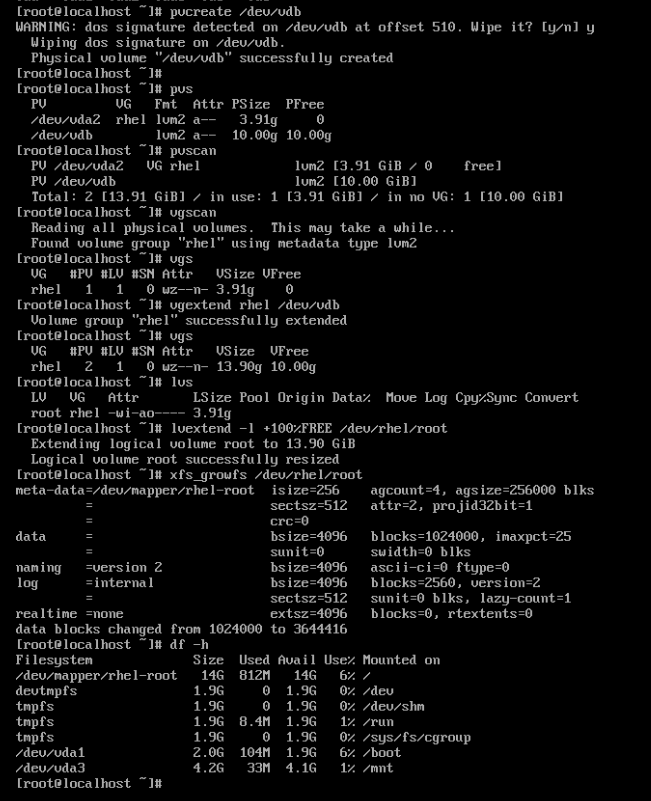 [root@localhost ~]# pvcreate /dev/vdb
WARNING: dos signature detected on /dev/vdb at offset 510. Wipe it? [y/n] y
  Wiping dos signature on /dev/vdb.
  Physical volume "/dev/vdb" successfully created
[root@localhost ~]#
[root@localhost ~]# pvs
  PV         VG   Fmt  Attr PSize  PFree
  /dev/vda2  rhel lvm2 a--   3.91g     0
  /dev/vdb        lvm2 a--  10.00g 10.00g
[root@localhost ~]# pvscan
  PV /dev/vda2   VG rhel            lvm2 [3.91 GiB / 0    free]
  PV /dev/vdb                       lvm2 [10.00 GiB]
  Total: 2 [13.91 GiB] / in use: 1 [3.91 GiB] / in no VG: 1 [10.00 GiB]
[root@localhost ~]# vgscan
  Reading all physical volumes.  This may take a while...
  Found volume group "rhel" using metadata type lvm2
[root@localhost ~]# vgs
  VG   #PV #LV #SN Attr   VSize VFree
  rhel   1   1   0 wz--n- 3.91g    0
[root@localhost ~]# vgextend rhel /dev/vdb
  Volume group "rhel" successfully extended
[root@localhost ~]# vgs
  VG   #PV #LV #SN Attr   VSize  VFree
  rhel   2   1   0 wz--n- 13.90g 10.00g
[root@localhost ~]# lvs
  LV   VG   Attr       LSize Pool Origin Data%  Move Log Cpy%Sync Convert
  root rhel -wi-ao---- 3.91g
[root@localhost ~]# lvextend -l +100%FREE /dev/rhel/root
  Extending logical volume root to 13.90 GiB
  Logical volume root successfully resized
[root@localhost ~]# xfs_growfs /dev/rhel/root
meta-data=/dev/mapper/rhel-root  isize=256    agcount=4, agsize=256000 blks
         =                       sectsz=512   attr=2, projid32bit=1
         =                       crc=0
data     =                       bsize=4096   blocks=1024000, imaxpct=25
         =                       sunit=0      swidth=0 blks
naming   =version 2              bsize=4096   ascii-ci=0 ftype=0
log      =internal               bsize=4096   blocks=2560, version=2
         =                       sectsz=512   sunit=0 blks, lazy-count=1
realtime =none                   extsz=4096   blocks=0, rtextents=0
data blocks changed from 1024000 to 3644416
[root@localhost ~]# df -h
Filesystem             Size  Used Avail Use% Mounted on
/dev/mapper/rhel-root   14G  812M   14G   6% /
devtmpfs               1.9G     0  1.9G   0% /dev
tmpfs                  1.9G     0  1.9G   0% /dev/shm
tmpfs                  1.9G  8.4M  1.9G   1% /run
tmpfs                  1.9G     0  1.9G   0% /sys/fs/cgroup
/dev/vda1              2.0G  104M  1.9G   6% /boot
/dev/vda3              4.2G   33M  4.1G   1% /mnt
[root@localhost ~]#